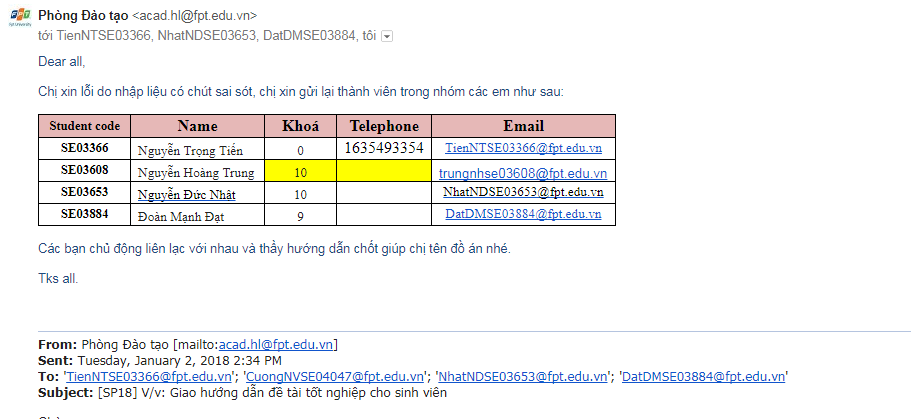 Phòng Đào tạo <acad.hl@fpt.edu.vn>
tới TienNTSE03366, NhatNDSE03653, DatDMSE03884, tôi
Dear all,
Chị xin lỗi do nhập liệu có chút sai sót, chị xin gửi lại thành viên trong nhóm các em như sau:
Student code Name Khoá Telephone Email
SE03366 Nguyễn Trọng Tiến 0 1635493354 TienNTSE03366@fpt.edu.vn
SE03608 Nguyễn Hoàng Trung 10 trungnhse03608@fpt.edu.vn
SE03653 Nguyễn Đức Nhật 10 NhatNDSE03653@fpt.edu.vn
SE03884 Đoàn Mạnh Đạt 9 DatDMSE03884@fpt.edu.vn
Các bạn chủ động liên lạc với nhau và thầy hướng dẫn chốt giúp chị tên đồ án nhé.
Tks all.
From: Phòng Đào tạo [mailto:acad.hl@fpt.edu.vn]
Sent: Tuesday, January 2, 2018 2:34 PM
To: 'TienNTSE03366@fpt.edu.vn'; 'CuongNVSE04047@fpt.edu.vn'; 'NhatNDSE03653@fpt.edu.vn'; 'DatDMSE03884@fpt.edu.vn'
Subject: [SP18] V/v: Giao hướng dẫn đề tài tốt nghiệp cho sinh viên